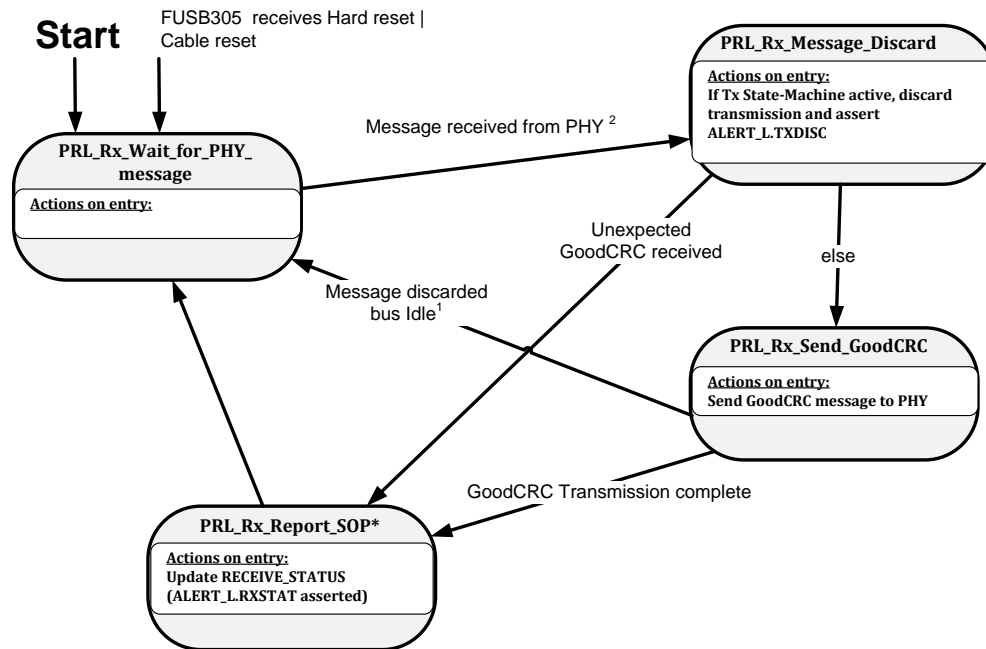 Start
FUSB305 receives Hard reset |
Cable reset
PRL_Rx_Wait_for_PHY_
message
Actions on entry:
Message received from PHY 2
PRL_Rx_Message_Discard
Actions on entry:
If Tx State-Machine active, discard
transmission and assert
ALERT_L.TXDISC
Unexpected
GoodCRC received
else
Message discarded
bus Idle1
PRL_Rx_Send_GoodCRC
Actions on entry:
Send GoodCRC message to PHY
GoodCRC Transmission complete
PRL_Rx_Report_SOP*
Actions on entry:
Update RECEIVE_STATUS
(ALERT_L.RXSTAT asserted)